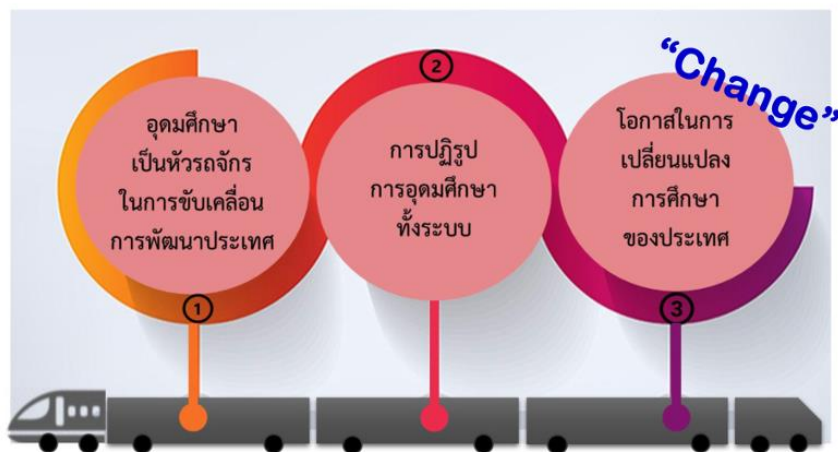 อุดมศึกษา
เป็นหัวรถจักร
ในการขับเคลื่อน
การพัฒนาประเทศ
1
2
การปฏิรูป
การอุดมศึกษา
ทั้งระบบ
“Change”
โอกาสในการ
เปลี่ยนแปลง
การศึกษา
ของประเทศ
3